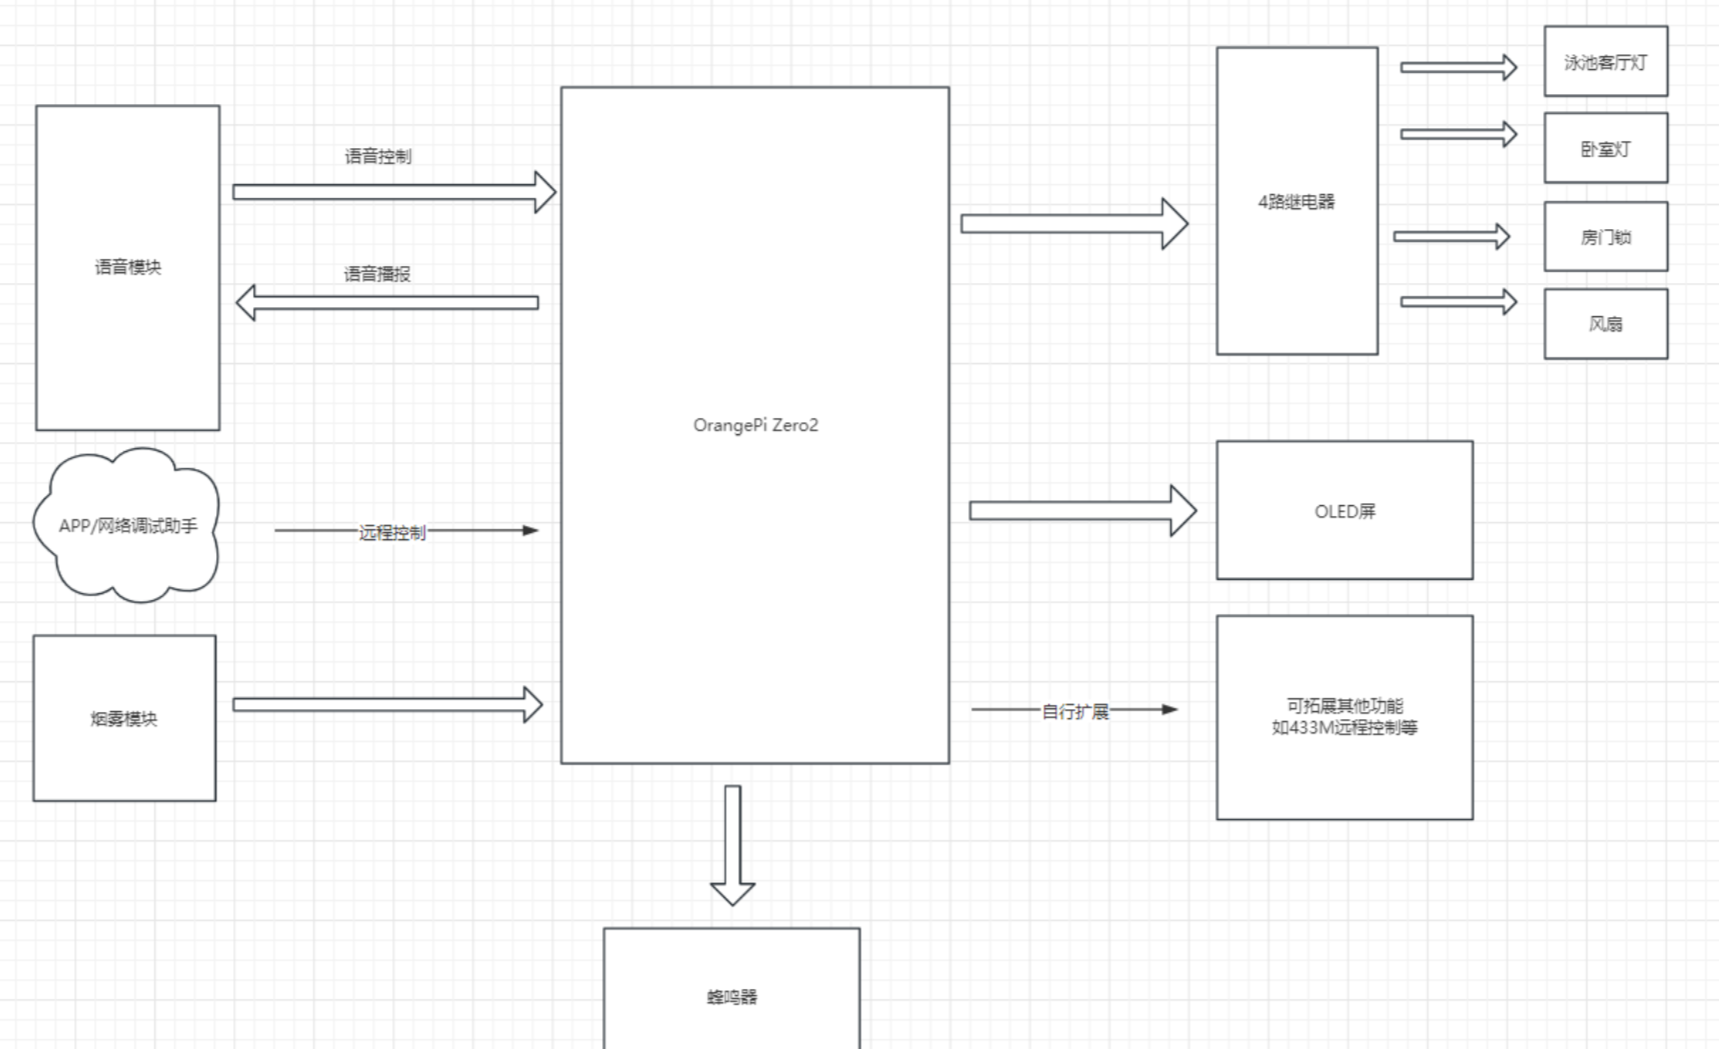 语音模块
语音控制
语音播报
APP/网络调试助手
远程控制
烟雾模块
OrangePi Zero2
4路继电器
泳池客厅灯
卧室灯
房门锁
风扇
OLED屏
自行扩展
可拓展其他功能
如433M远程控制等
蜂鸣器